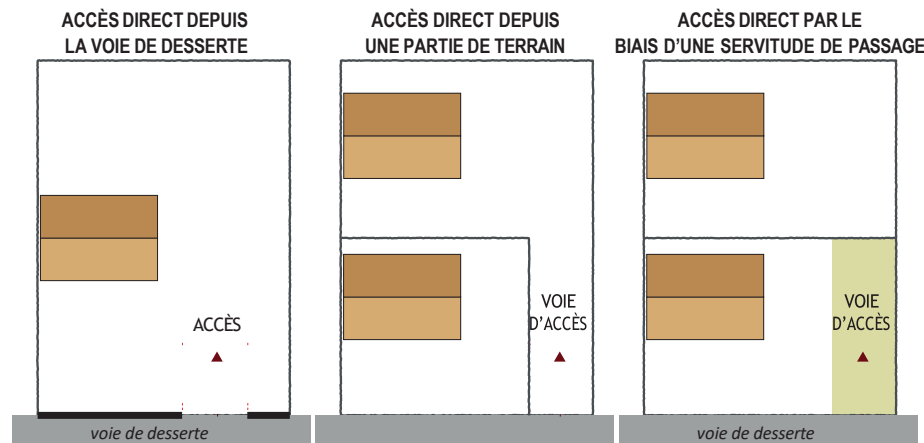 ACCÈS DIRECT DEPUIS
LA VOIE DE DESSERTE
ACCÈS
voie de desserte
ACCÈS DIRECT DEPUIS
UNE PARTIE DE TERRAIN
VOIE
D'ACCÈS
ACCÈS DIRECT PAR LE
BIAIS D'UNE SERVITUDE DE PASSAGE
VOIE
D'ACCÈS
voie de desserte